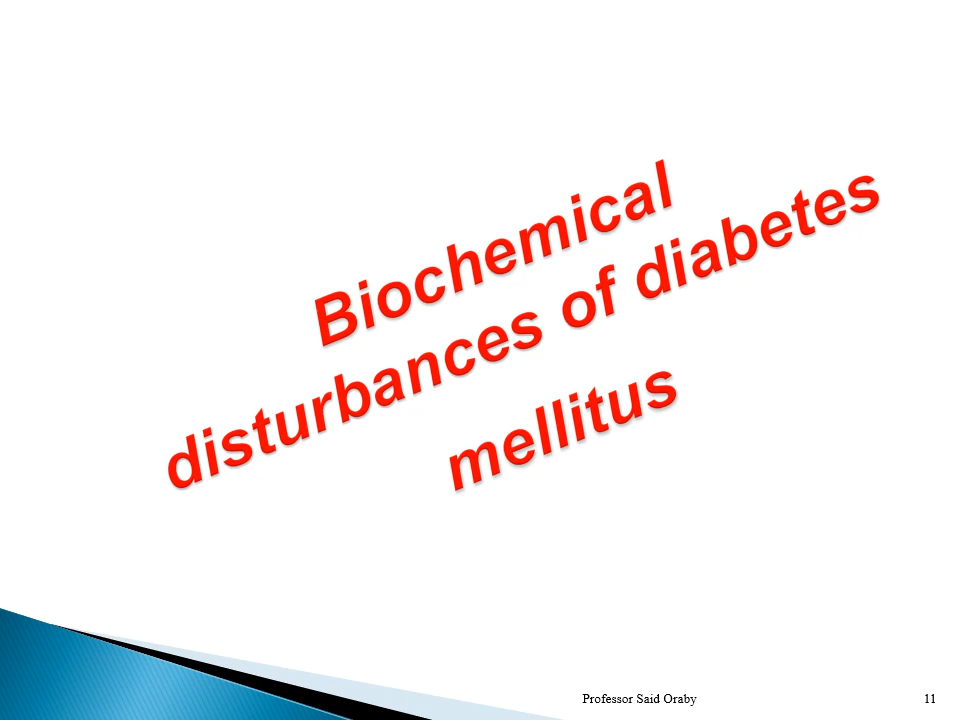 Biochemical
disturbances of diabetes
mellitus
Professor Said Oraby
11